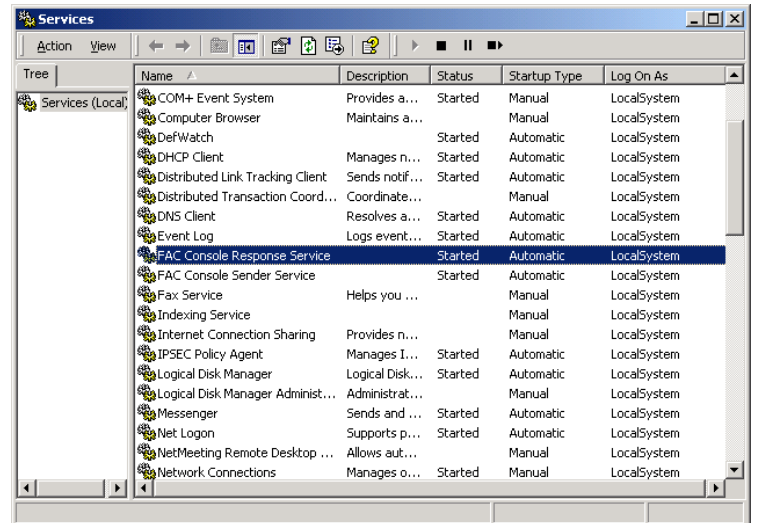 Services
Action View
Tree
Services (Local)
Name Description Status Startup Type Log On As
COM+ Event System Provides a... Started Manual LocalSystem
Computer Browser Maintains a... Manual LocalSystem
DefWatch Started Automatic LocalSystem
DHCP Client Manages n... Started Automatic LocalSystem
Distributed Link Tracking Client Sends notif... Started Automatic LocalSystem
Distributed Transaction Coord... Coordinate... Manual LocalSystem
DNS Client Resolves a... Started Automatic LocalSystem
Event Log Logs event... Started Automatic LocalSystem
FAC Console Response Service Started Automatic LocalSystem
FAC Console Sender Service Started Automatic LocalSystem
Fax Service Helps you ... Manual LocalSystem
Indexing Service Manual LocalSystem
Internet Connection Sharing Provides n... Manual LocalSystem
IPSEC Policy Agent Manages I... Started Automatic LocalSystem
Logical Disk Manager Logical Disk... Started Automatic LocalSystem
Logical Disk Manager Administ... Administrat... Manual LocalSystem
Messenger Sends and ... Started Automatic LocalSystem
Net Logon Supports p... Started Automatic LocalSystem
NetMeeting Remote Desktop ... Allows aut... Manual LocalSystem
Network Connections Manages o... Started Manual LocalSystem